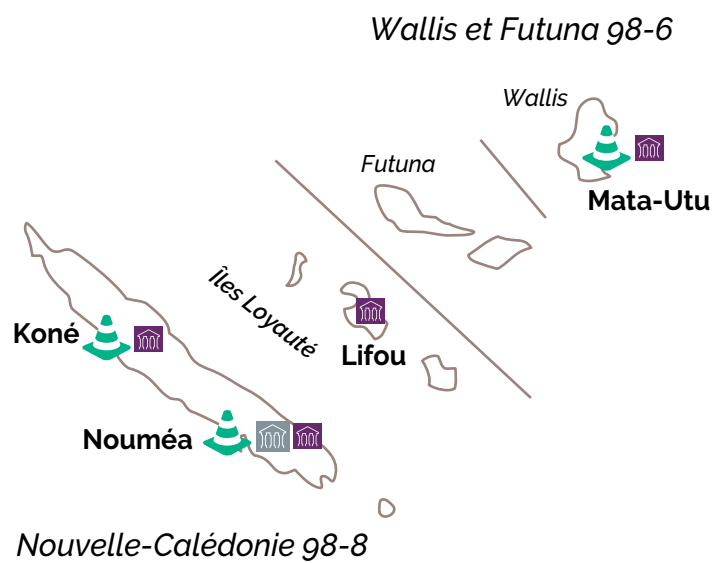 Wallis et Futuna 98-6
Wallis
Mata-Utu
Futuna
Îles Loyauté
Lifou
Koné
Nouméa
Nouvelle-Calédonie 98-8